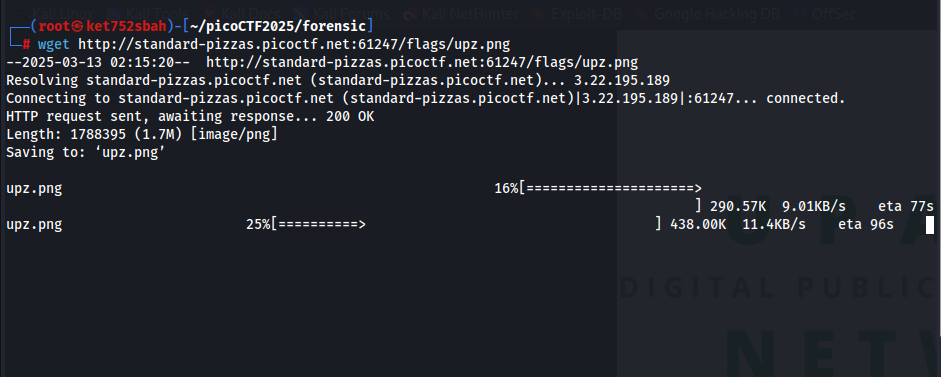 Kali Linux Kali Tools Kali Docs Kali Forums Kali NetHunter Exploit-DB Google Hacking DB OffSec
┌──(root㉿ket752sbah)-[~/picoCTF2025/forensic]
└─# wget http://standard-pizzas.picoctf.net:61247/flags/upz.png
--2025-03-13 02:15:20--  http://standard-pizzas.picoctf.net:61247/flags/upz.png
Resolving standard-pizzas.picoctf.net (standard-pizzas.picoctf.net)... 3.22.195.189
Connecting to standard-pizzas.picoctf.net (standard-pizzas.picoctf.net)|3.22.195.189|:61247... connected.
HTTP request sent, awaiting response... 200 OK
Length: 1788395 (1.7M) [image/png]
Saving to: ‘upz.png’
upz.png 16%[=====================>
] 290.57K 9.01KB/s eta 77s
upz.png 25%[==========> ] 438.00K 11.4KB/s eta 96s
DIGITAL PUBLIC